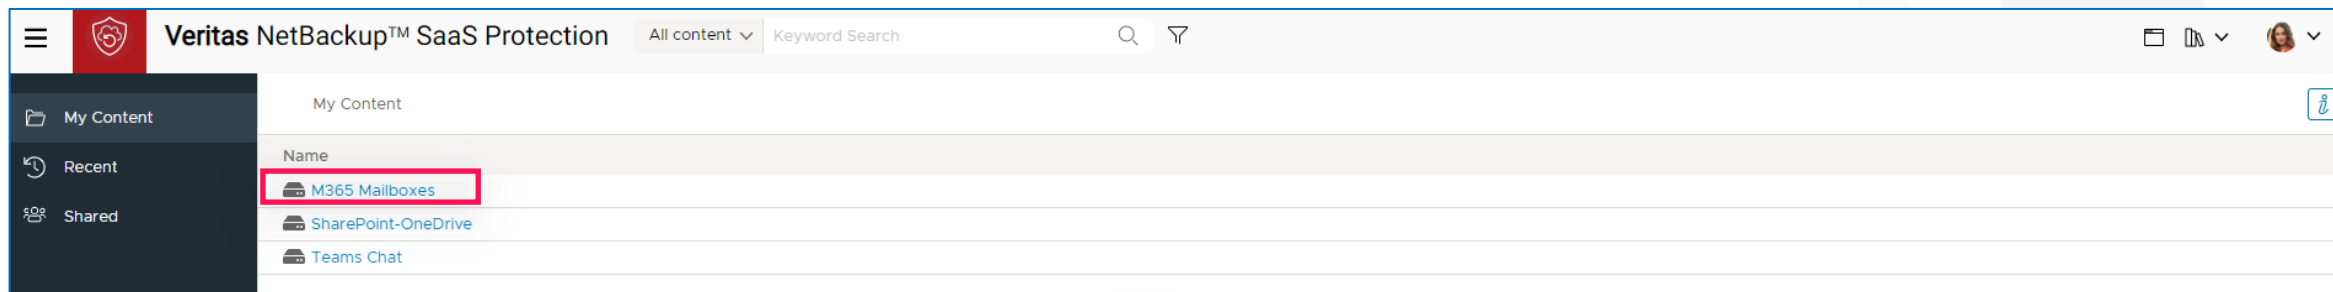 Veritas NetBackup™ SaaS Protection All content Keyword Search
My Content
Recent
Shared
My Content
Name
M365 Mailboxes
SharePoint-OneDrive
Teams Chat